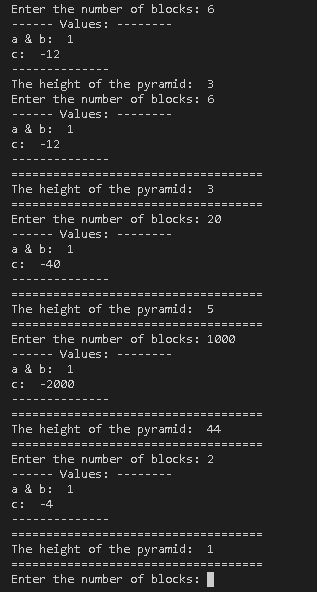 Enter the number of blocks: 6
------ Values: --------
a & b:  1
c:  -12
--------------
The height of the pyramid:  3
Enter the number of blocks: 6
------ Values: --------
a & b:  1
c:  -12
--------------
====================================
The height of the pyramid:  3
====================================
Enter the number of blocks: 20
------ Values: --------
a & b:  1
c:  -40
--------------
====================================
The height of the pyramid:  5
====================================
Enter the number of blocks: 1000
------ Values: --------
a & b:  1
c:  -2000
--------------
====================================
The height of the pyramid:  44
====================================
Enter the number of blocks: 2
------ Values: --------
a & b:  1
c:  -4
--------------
====================================
The height of the pyramid:  1
====================================
Enter the number of blocks: